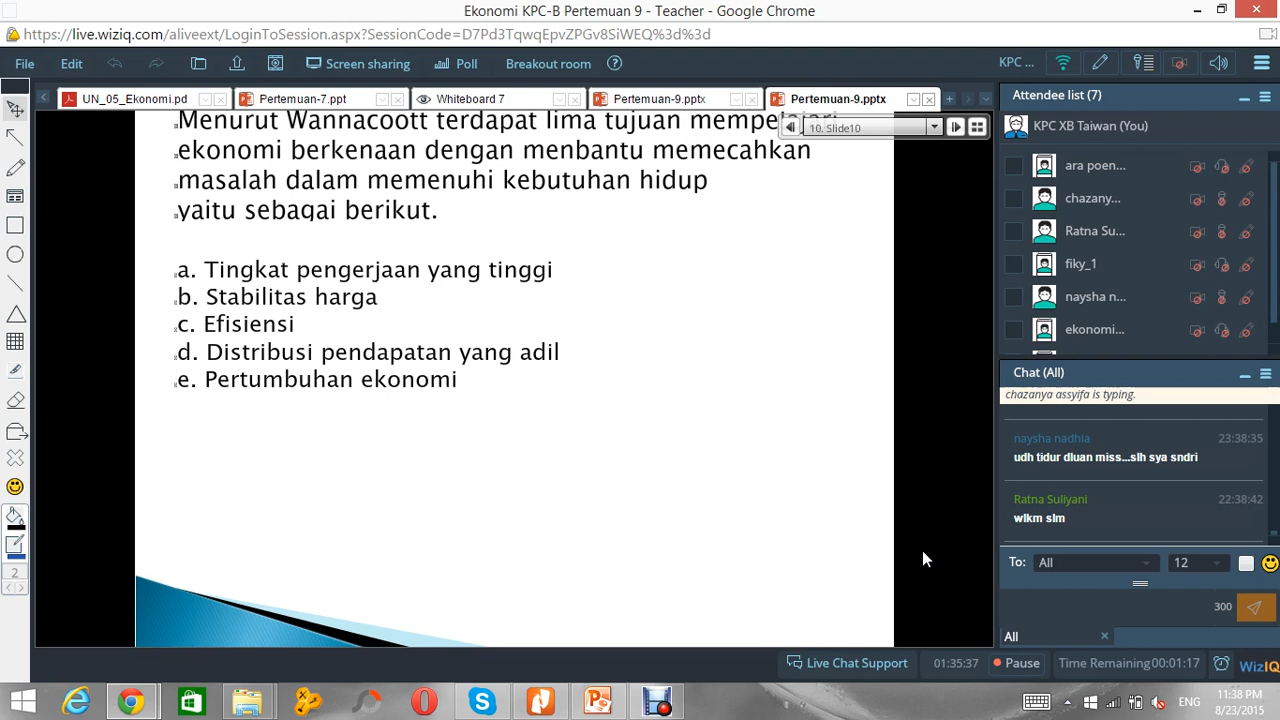 Ekonomi KPC-B Pertemuan 9 - Teacher - Google Chrome
https://live.wiziq.com/aliveext/LoginToSession.aspx?SessionCode=D7Pd3TqwqEpvZPGv8SiWEQ%3d%3d
File Edit Screen sharing Poll Breakout room KPC ...
UN_05_Ekonomi.pd Pertemuan-7.ppt Whiteboard 7 Pertemuan-9.pptx Pertemuan-9.pptx
10. Slide10
Menurut Wannacoott terdapat lima tujuan mempelajari
ekonomi berkenaan dengan menbantu memecahkan
masalah dalam memenuhi kebutuhan hidup
yaitu sebagai berikut.
a. Tingkat pengerjaan yang tinggi
b. Stabilitas harga
c. Efisiensi
d. Distribusi pendapatan yang adil
e. Pertumbuhan ekonomi
2
Attendee list (7)
KPC XB Taiwan (You)
ara poen...
chazany...
Ratna Su...
fiky_1
naysha n...
ekonomi...
Chat (All)
chazanya assyifa is typing.
naysha nadhia 23:38:35
udh tidur dluan miss...slh sya sndri
Ratna Suliyani 22:38:42
wlkm slm
To: All 12
300
All
Live Chat Support 01:35:37 Pause Time Remaining 00:01:17 WizIQ
ENG
11:38 PM
8/23/2015